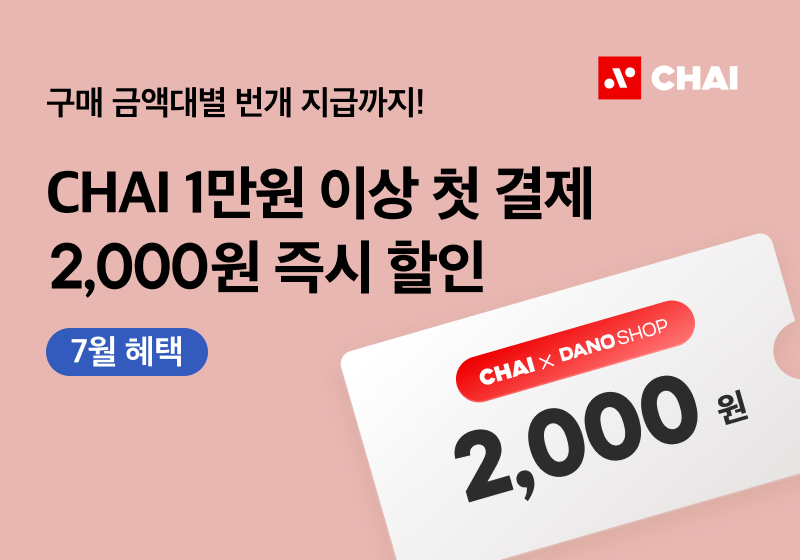 구매 금액대별 번개 지급까지!
CHAI
CHAI 1만원 이상 첫 결제
2,000원 즉시 할인
7월 혜택
CHAI × DANO SHOP
2,000 원